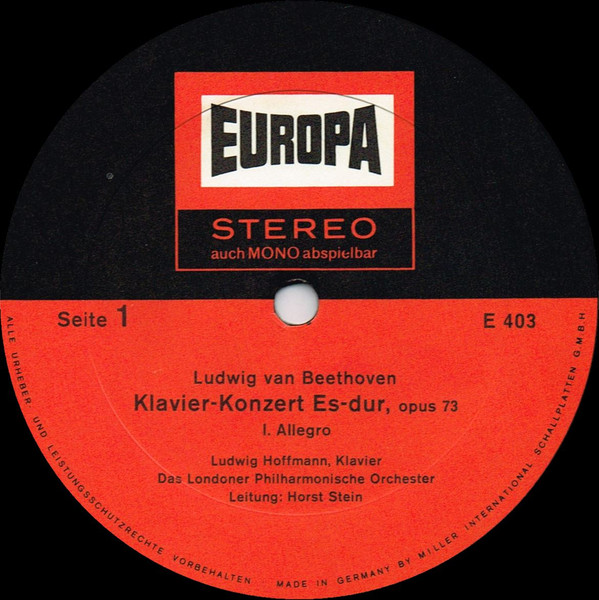 EUROPA
STEREO
auch MONO abspielbar
Seite 1
E 403
Ludwig van Beethoven
Klavier-Konzert Es-dur, opus 73
I. Allegro
Ludwig Hoffmann, Klavier
Das Londoner Philharmonische Orchester
Leitung: Horst Stein
ALLE URHEBER- UND LEISTUNGSSCHUTZRECHTE VORBEHALTEN
MADE IN GERMANY BY MILLER INTERNATIONAL SCHALLPLATTEN G.M.B.H.